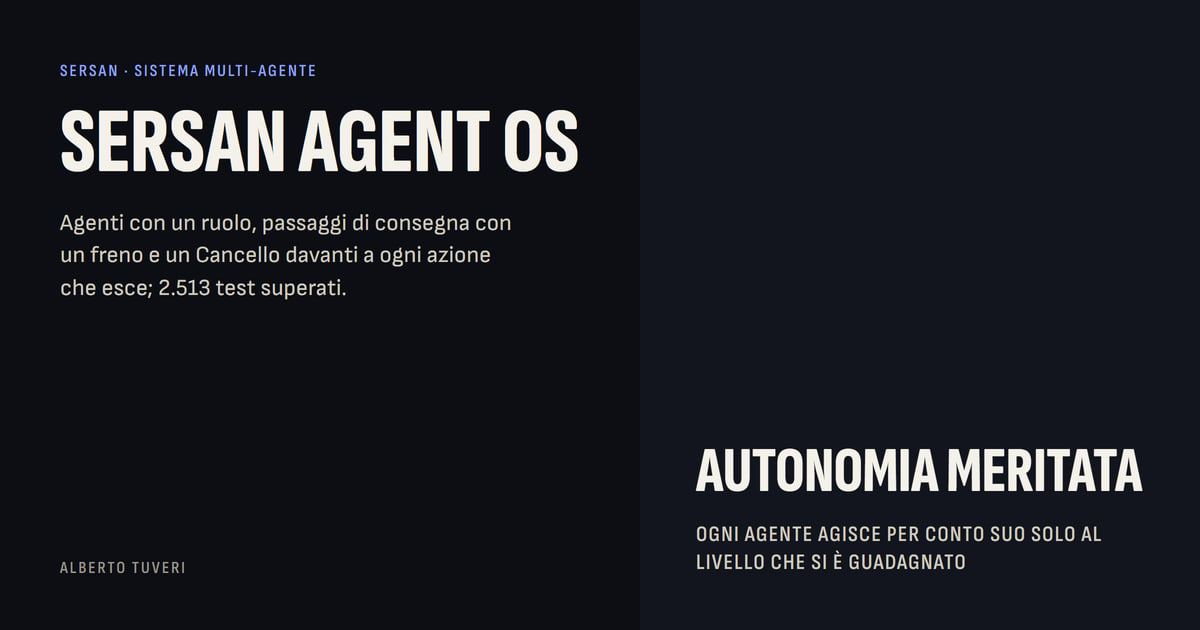 SERSAN · SISTEMA MULTI-AGENTE
SERSAN AGENT OS
Agenti con un ruolo, passaggi di consegna con
un freno e un Cancello davanti a ogni azione
che esce; 2.513 test superati.
ALBERTO TUVERI
AUTONOMIA MERITATA
OGNI AGENTE AGISCE PER CONTO SUO SOLO AL
LIVELLO CHE SI È GUADAGNATO